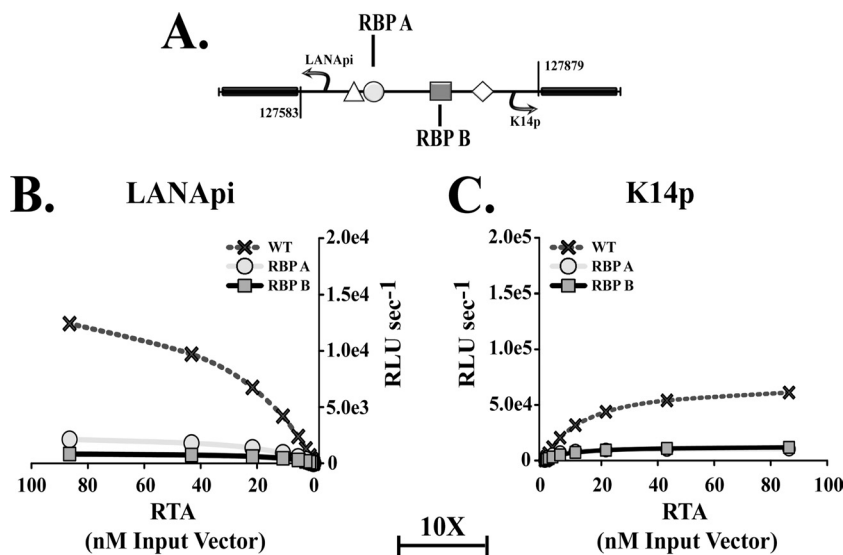 A.
RBP A
LANApi
127879
127583
K14p
RBP B
B.
LANApi
WT
RBP A
RBP B
2.0e4
1.5e4
1.0e4
5.0e3
0
RLU sec-1
100
80
60
40
20
0
RTA
(nM Input Vector)
10X
C.
K14p
WT
RBP A
RBP B
2.0e5
1.5e5
1.0e5
5.0e4
0
RLU sec-1
0
20
40
60
80
100
RTA
(nM Input Vector)